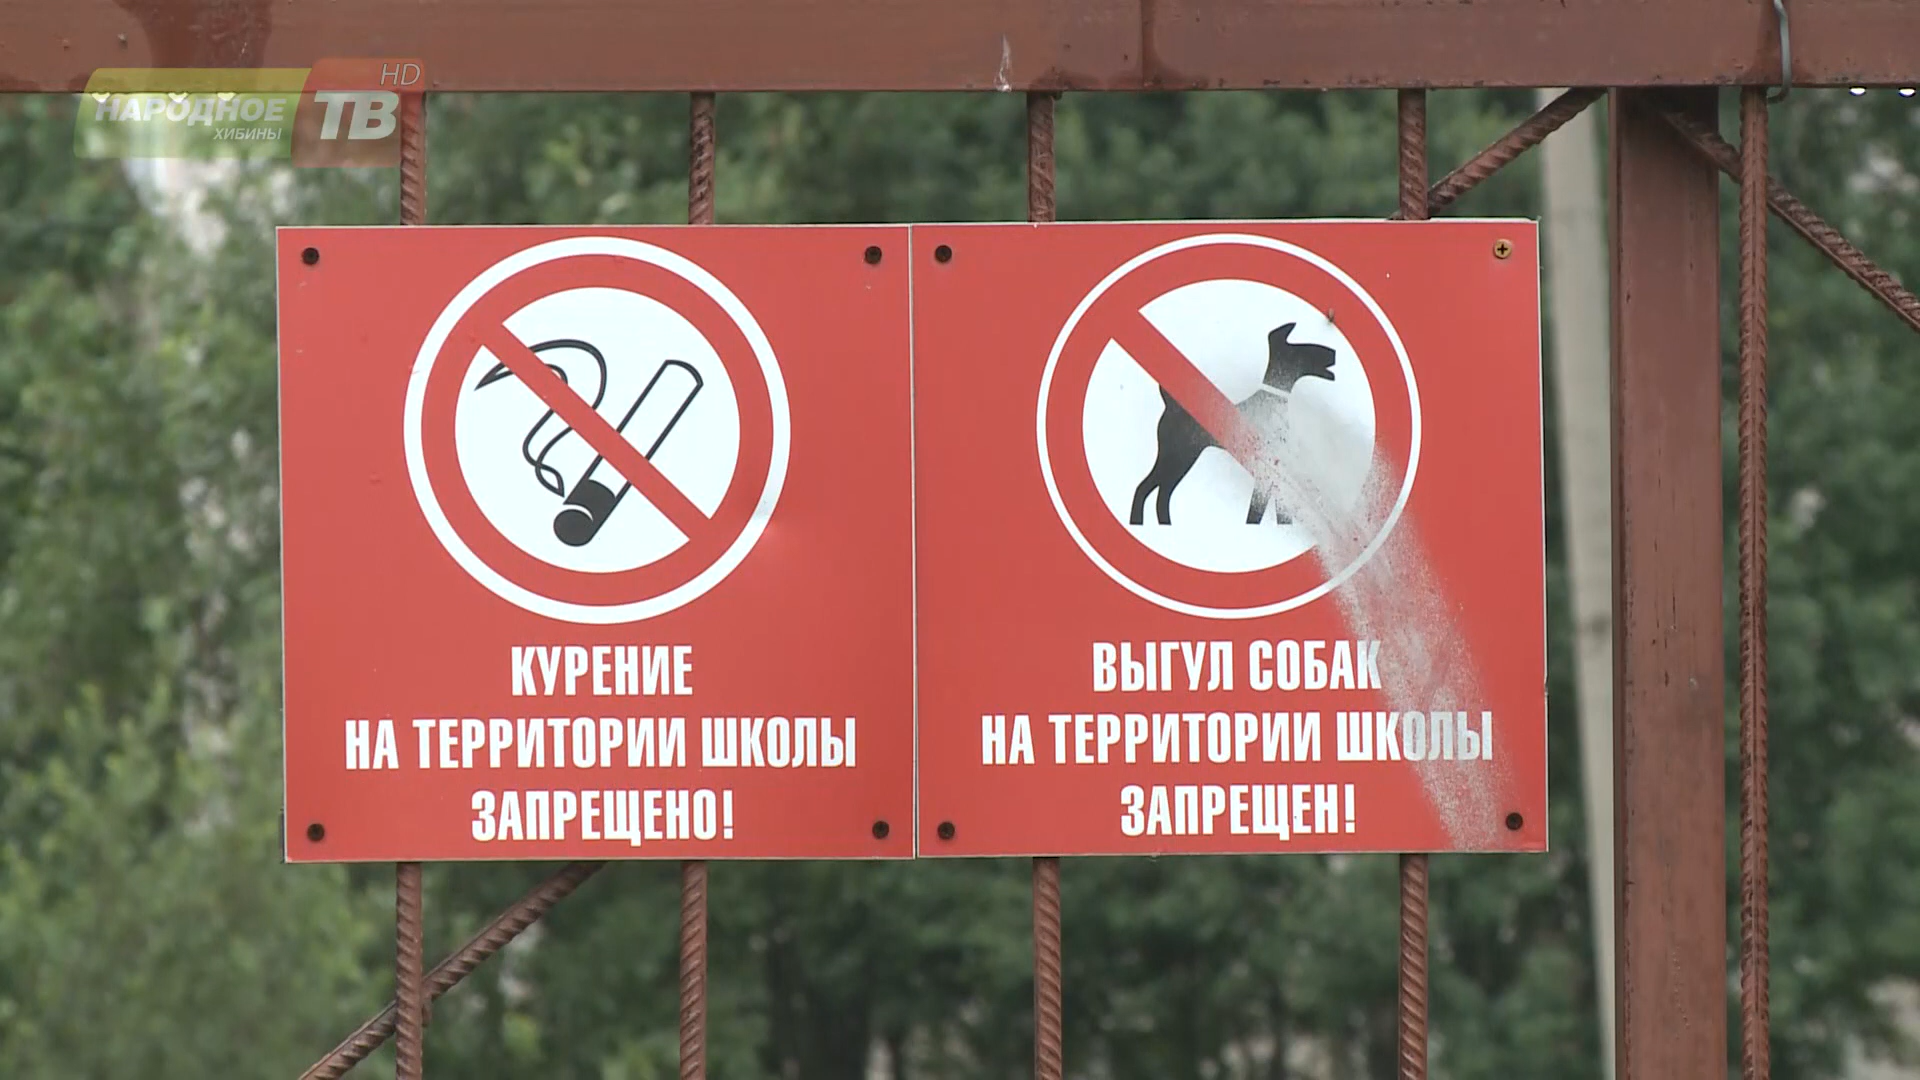 НАРОДНОЕ ТВ HD
ХИБИНЫ
КУРЕНИЕ
НА ТЕРРИТОРИИ ШКОЛЫ
ЗАПРЕЩЕНО!
ВЫГУЛ СОБАК
НА ТЕРРИТОРИИ ШКОЛЫ
ЗАПРЕЩЕН!